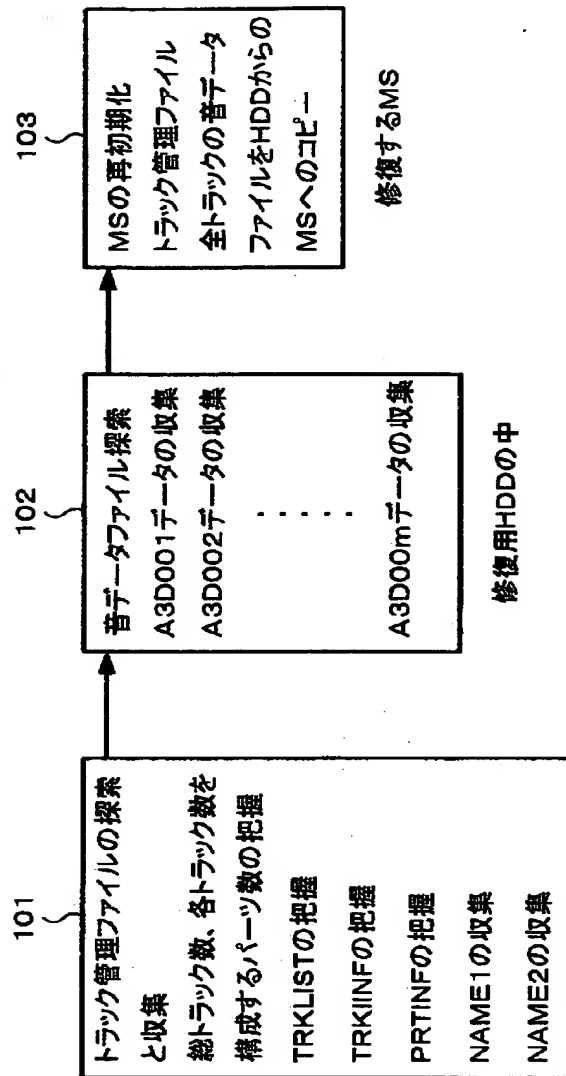 101
トラック管理ファイルの探索
と収集
総トラック数、各トラック数を
構成するパーツ数の把握
TRKLISTの把握
TRKIINFの把握
PRTINFの把握
NAME1の収集
NAME2の収集
102
音データファイル探索
A3D001データの収集
A3D002データの収集
.....
A3D00mデータの収集
修復用HDDの中
103
MSの再初期化
トラック管理ファイル
全トラックの音データ
ファイルをHDDからの
MSへのコピー
修復するMS